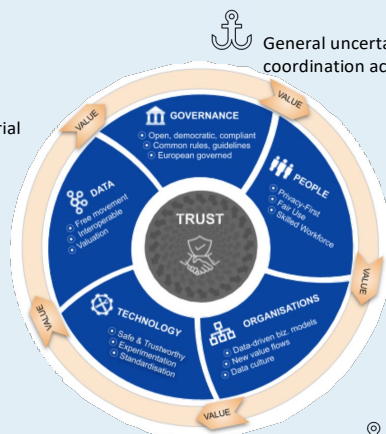 General uncerta
coordination ac
rial
VALUE
VALUE
GOVERNANCE
Open, democratic, compliant
Common rules, guidelines
European governed
DATA
Free movement
Interoperable
Valuation
PEOPLE
Privacy-First
Fair Use
Skilled Workforce
TRUST
TECHNOLOGY
Safe & Trustworthy
Experimentation
Standardisation
ORGANISATIONS
Data-driven biz. models
New value flows
Data culture
VALUE
VALUE
VALUE